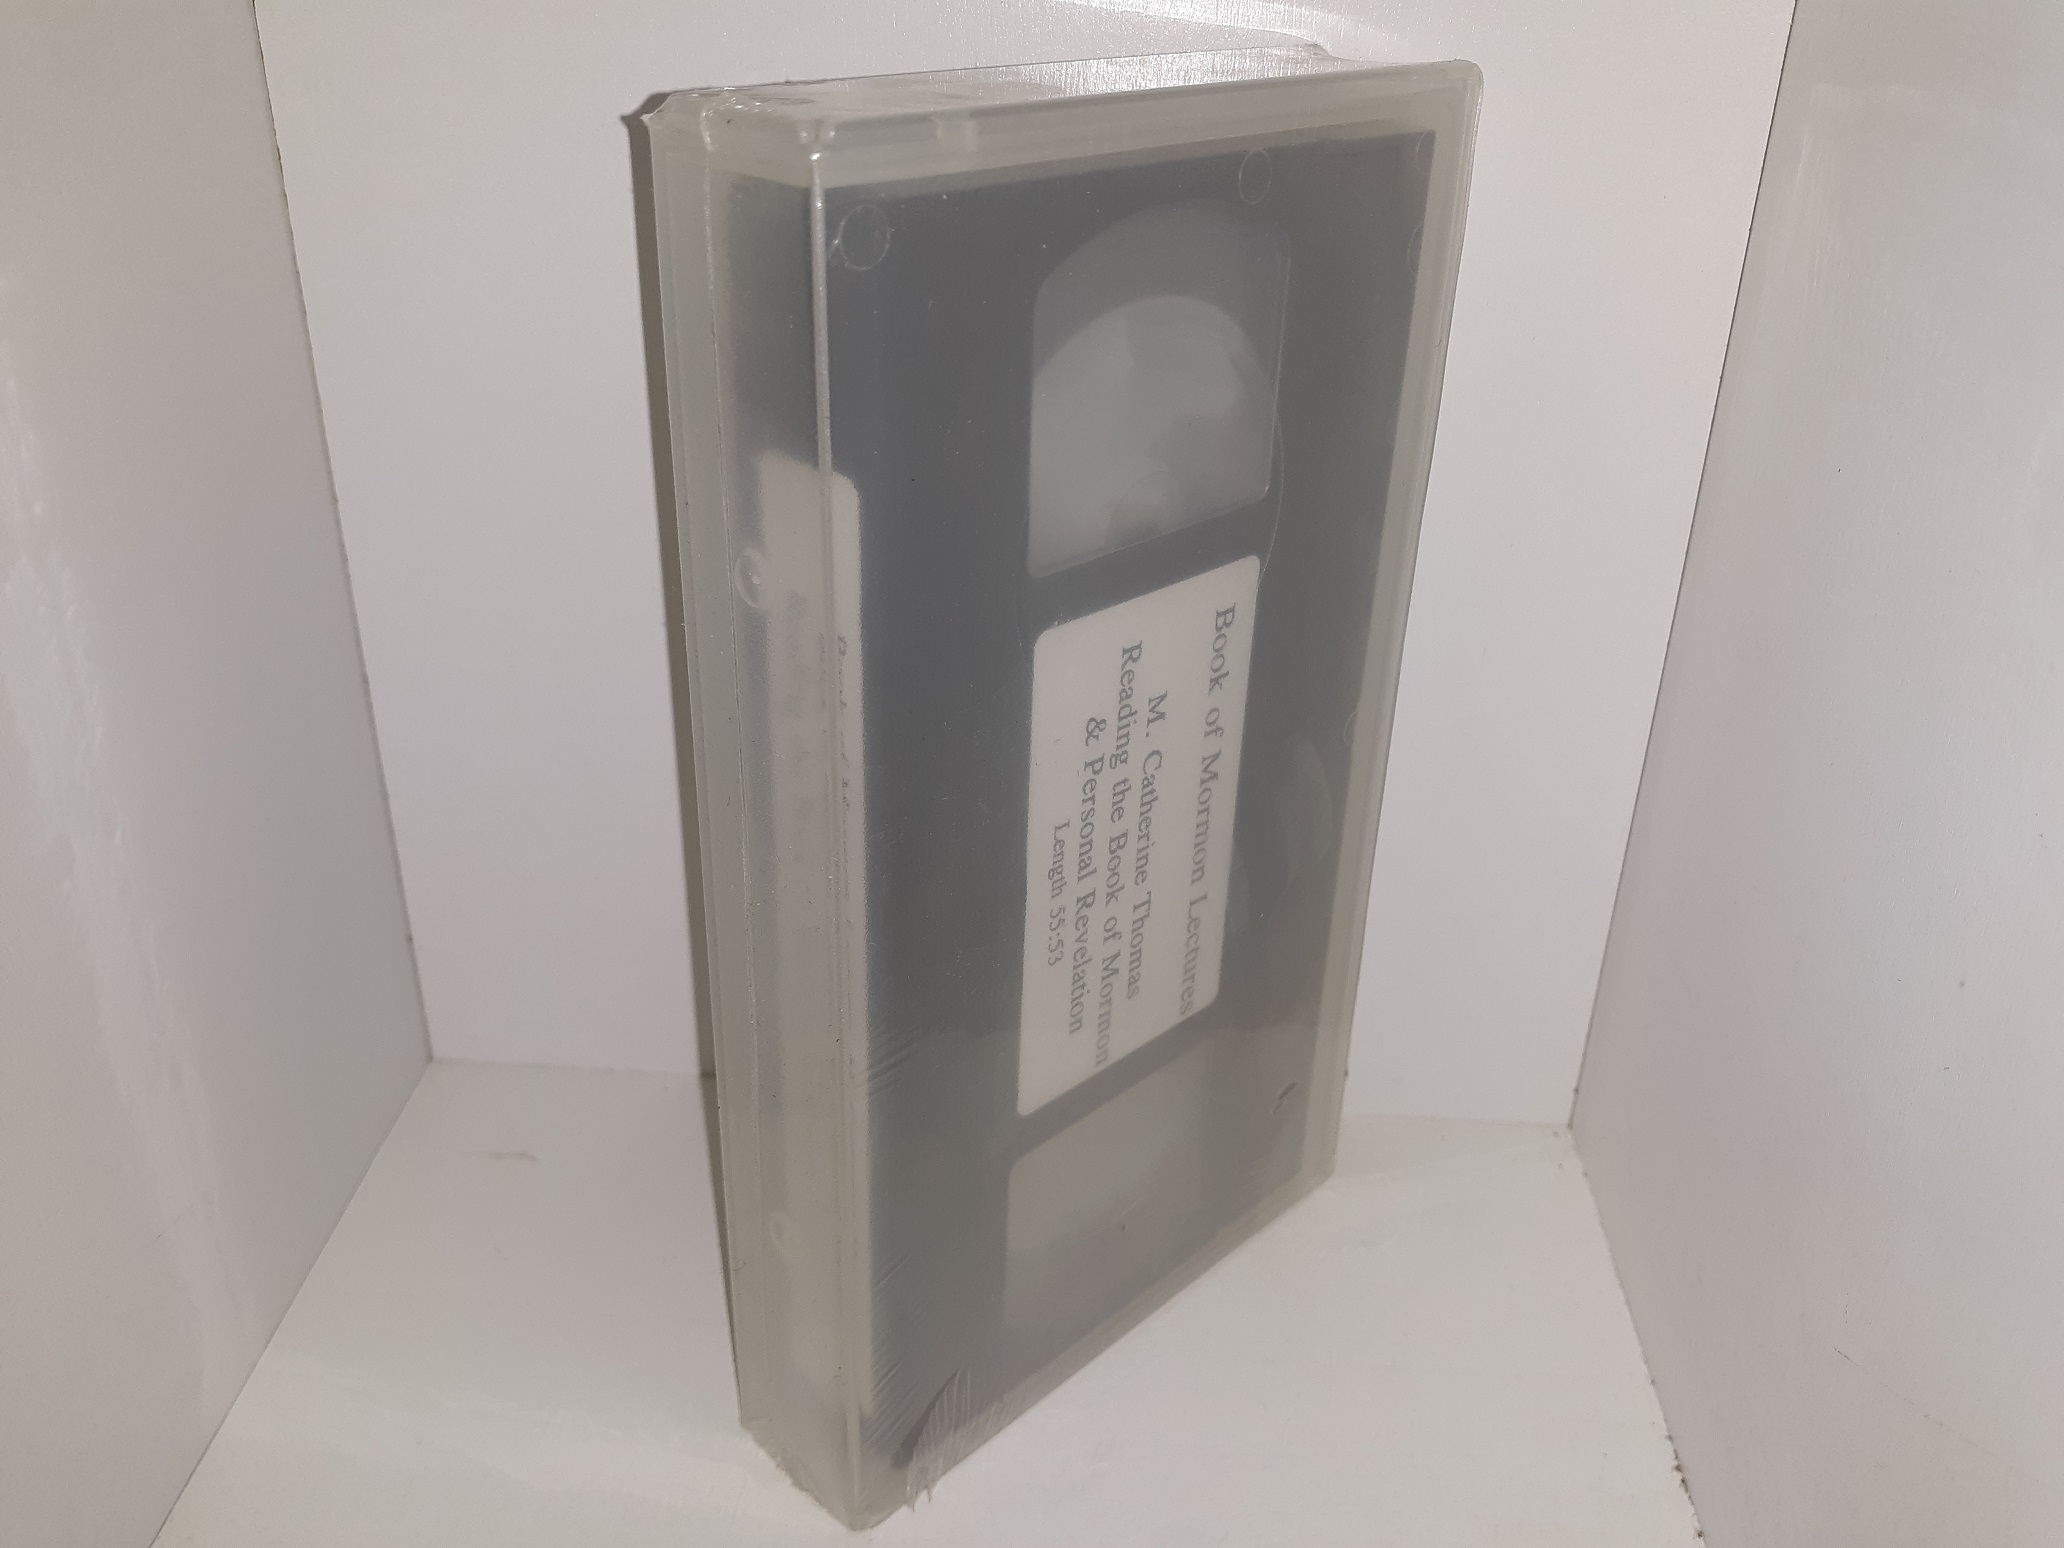 Book of Mormon Lectures
M. Catherine Thomas
Reading the Book of Mormon
& Personal Revelation
Length 55:53